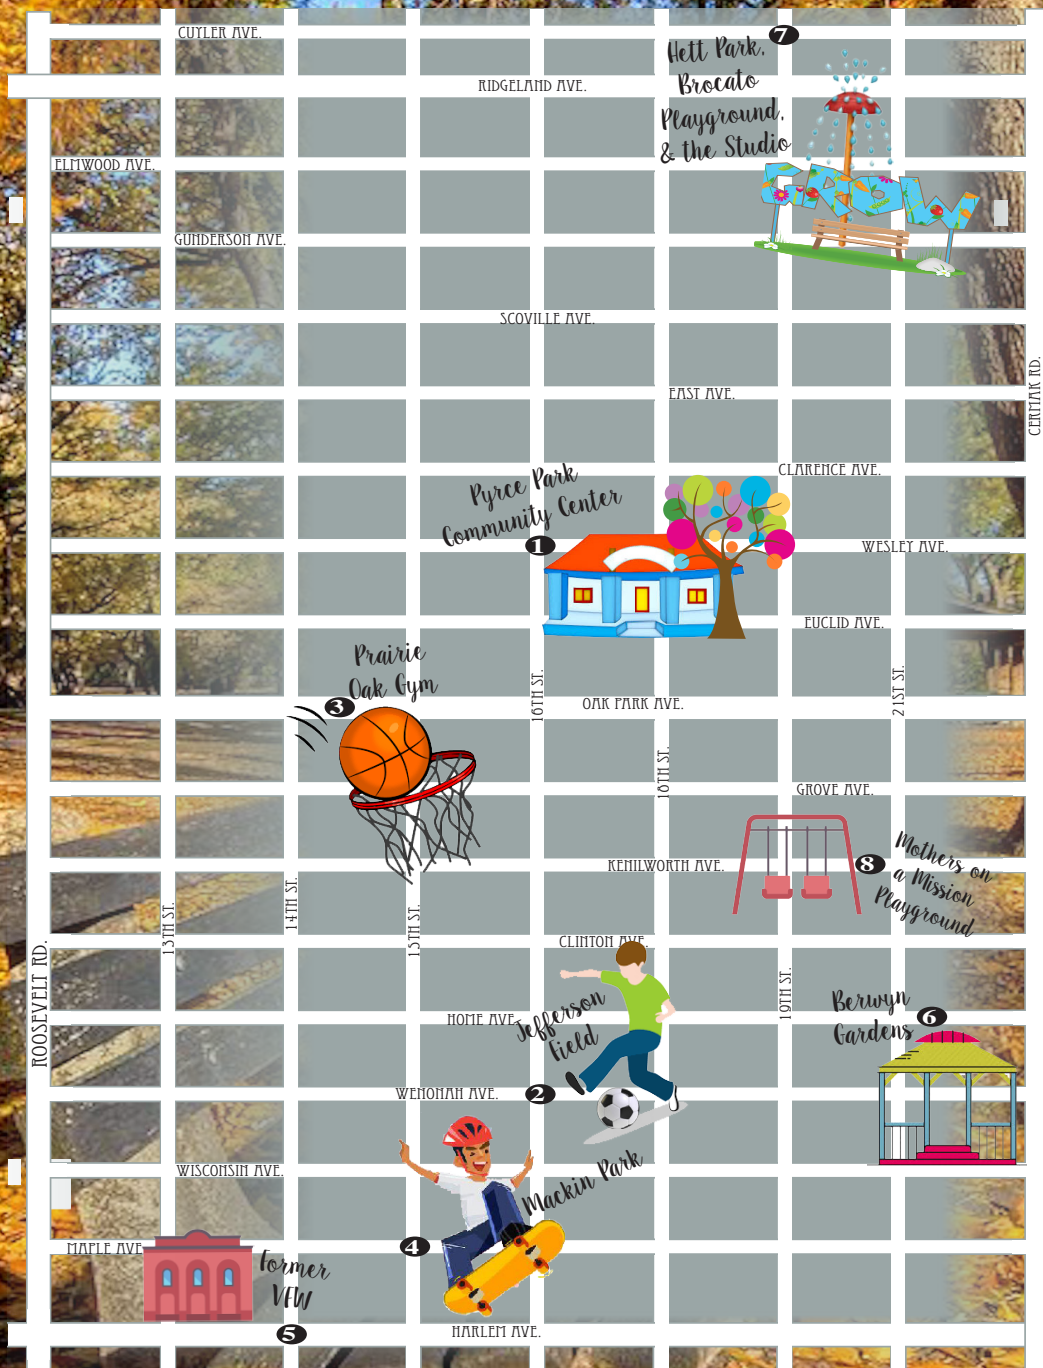 CUYLER AVE.
7
Hett Park,
Brocato
Playground,
& the Studio
RIDGELAND AVE.
ELMWOOD AVE.
GUNDERSON AVE.
SCOVILLE AVE.
EAST AVE.
CERMAK RD.
CLARENCE AVE.
Pyrce Park
Community Center
1
WESLEY AVE.
EUCLID AVE.
Prairie
Oak Gym
3
16TH ST.
21ST ST.
OAK PARK AVE.
18TH ST.
GROVE AVE.
KENILWORTH AVE.
8
Mothers on
a Mission
Playground
14TH ST.
13TH ST.
15TH ST.
ROOSEVELT RD.
CLINTON AVE.
19TH ST.
HOME AVE.
Jefferson
Field
Berwyn
Gardens
6
WENONAH AVE.
2
WISCONSIN AVE.
Mackin Park
MAPLE AVE
4
Former
VFW
5
HARLEM AVE.